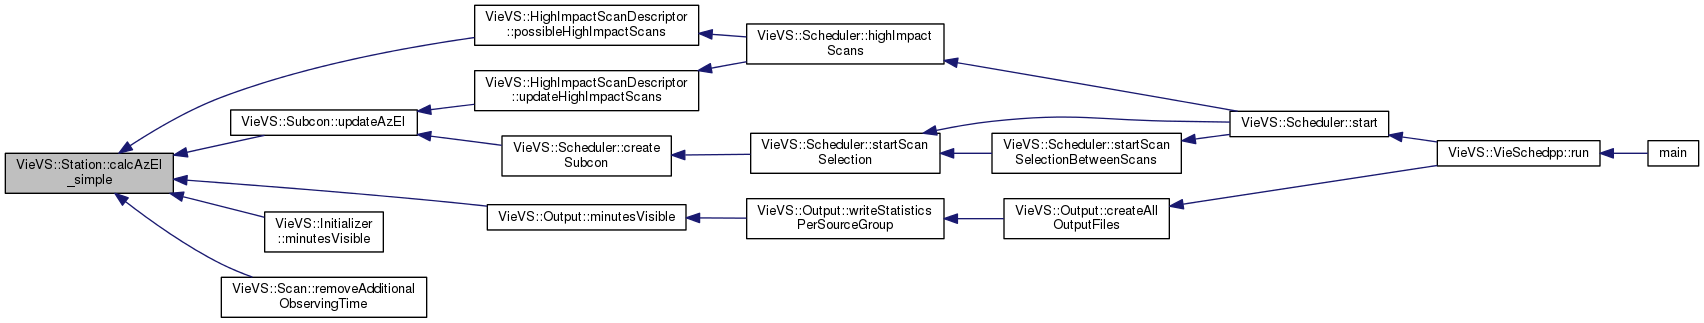 VieVS::HighImpactScanDescriptor
::possibleHighImpactScans
VieVS::Scheduler::highImpact
Scans
VieVS::HighImpactScanDescriptor
::updateHighImpactScans
VieVS::Subcon::updateAzEl
VieVS::Scheduler::start
VieVS::Scheduler::create
Subcon
VieVS::Scheduler::startScan
Selection
VieVS::Scheduler::startScan
SelectionBetweenScans
VieVS::VieSchedpp::run
main
VieVS::Station::calcAzEl
_simple
VieVS::Output::minutesVisible
VieVS::Output::writeStatistics
PerSourceGroup
VieVS::Output::createAll
OutputFiles
VieVS::Initializer
::minutesVisible
VieVS::Scan::removeAdditional
ObservingTime